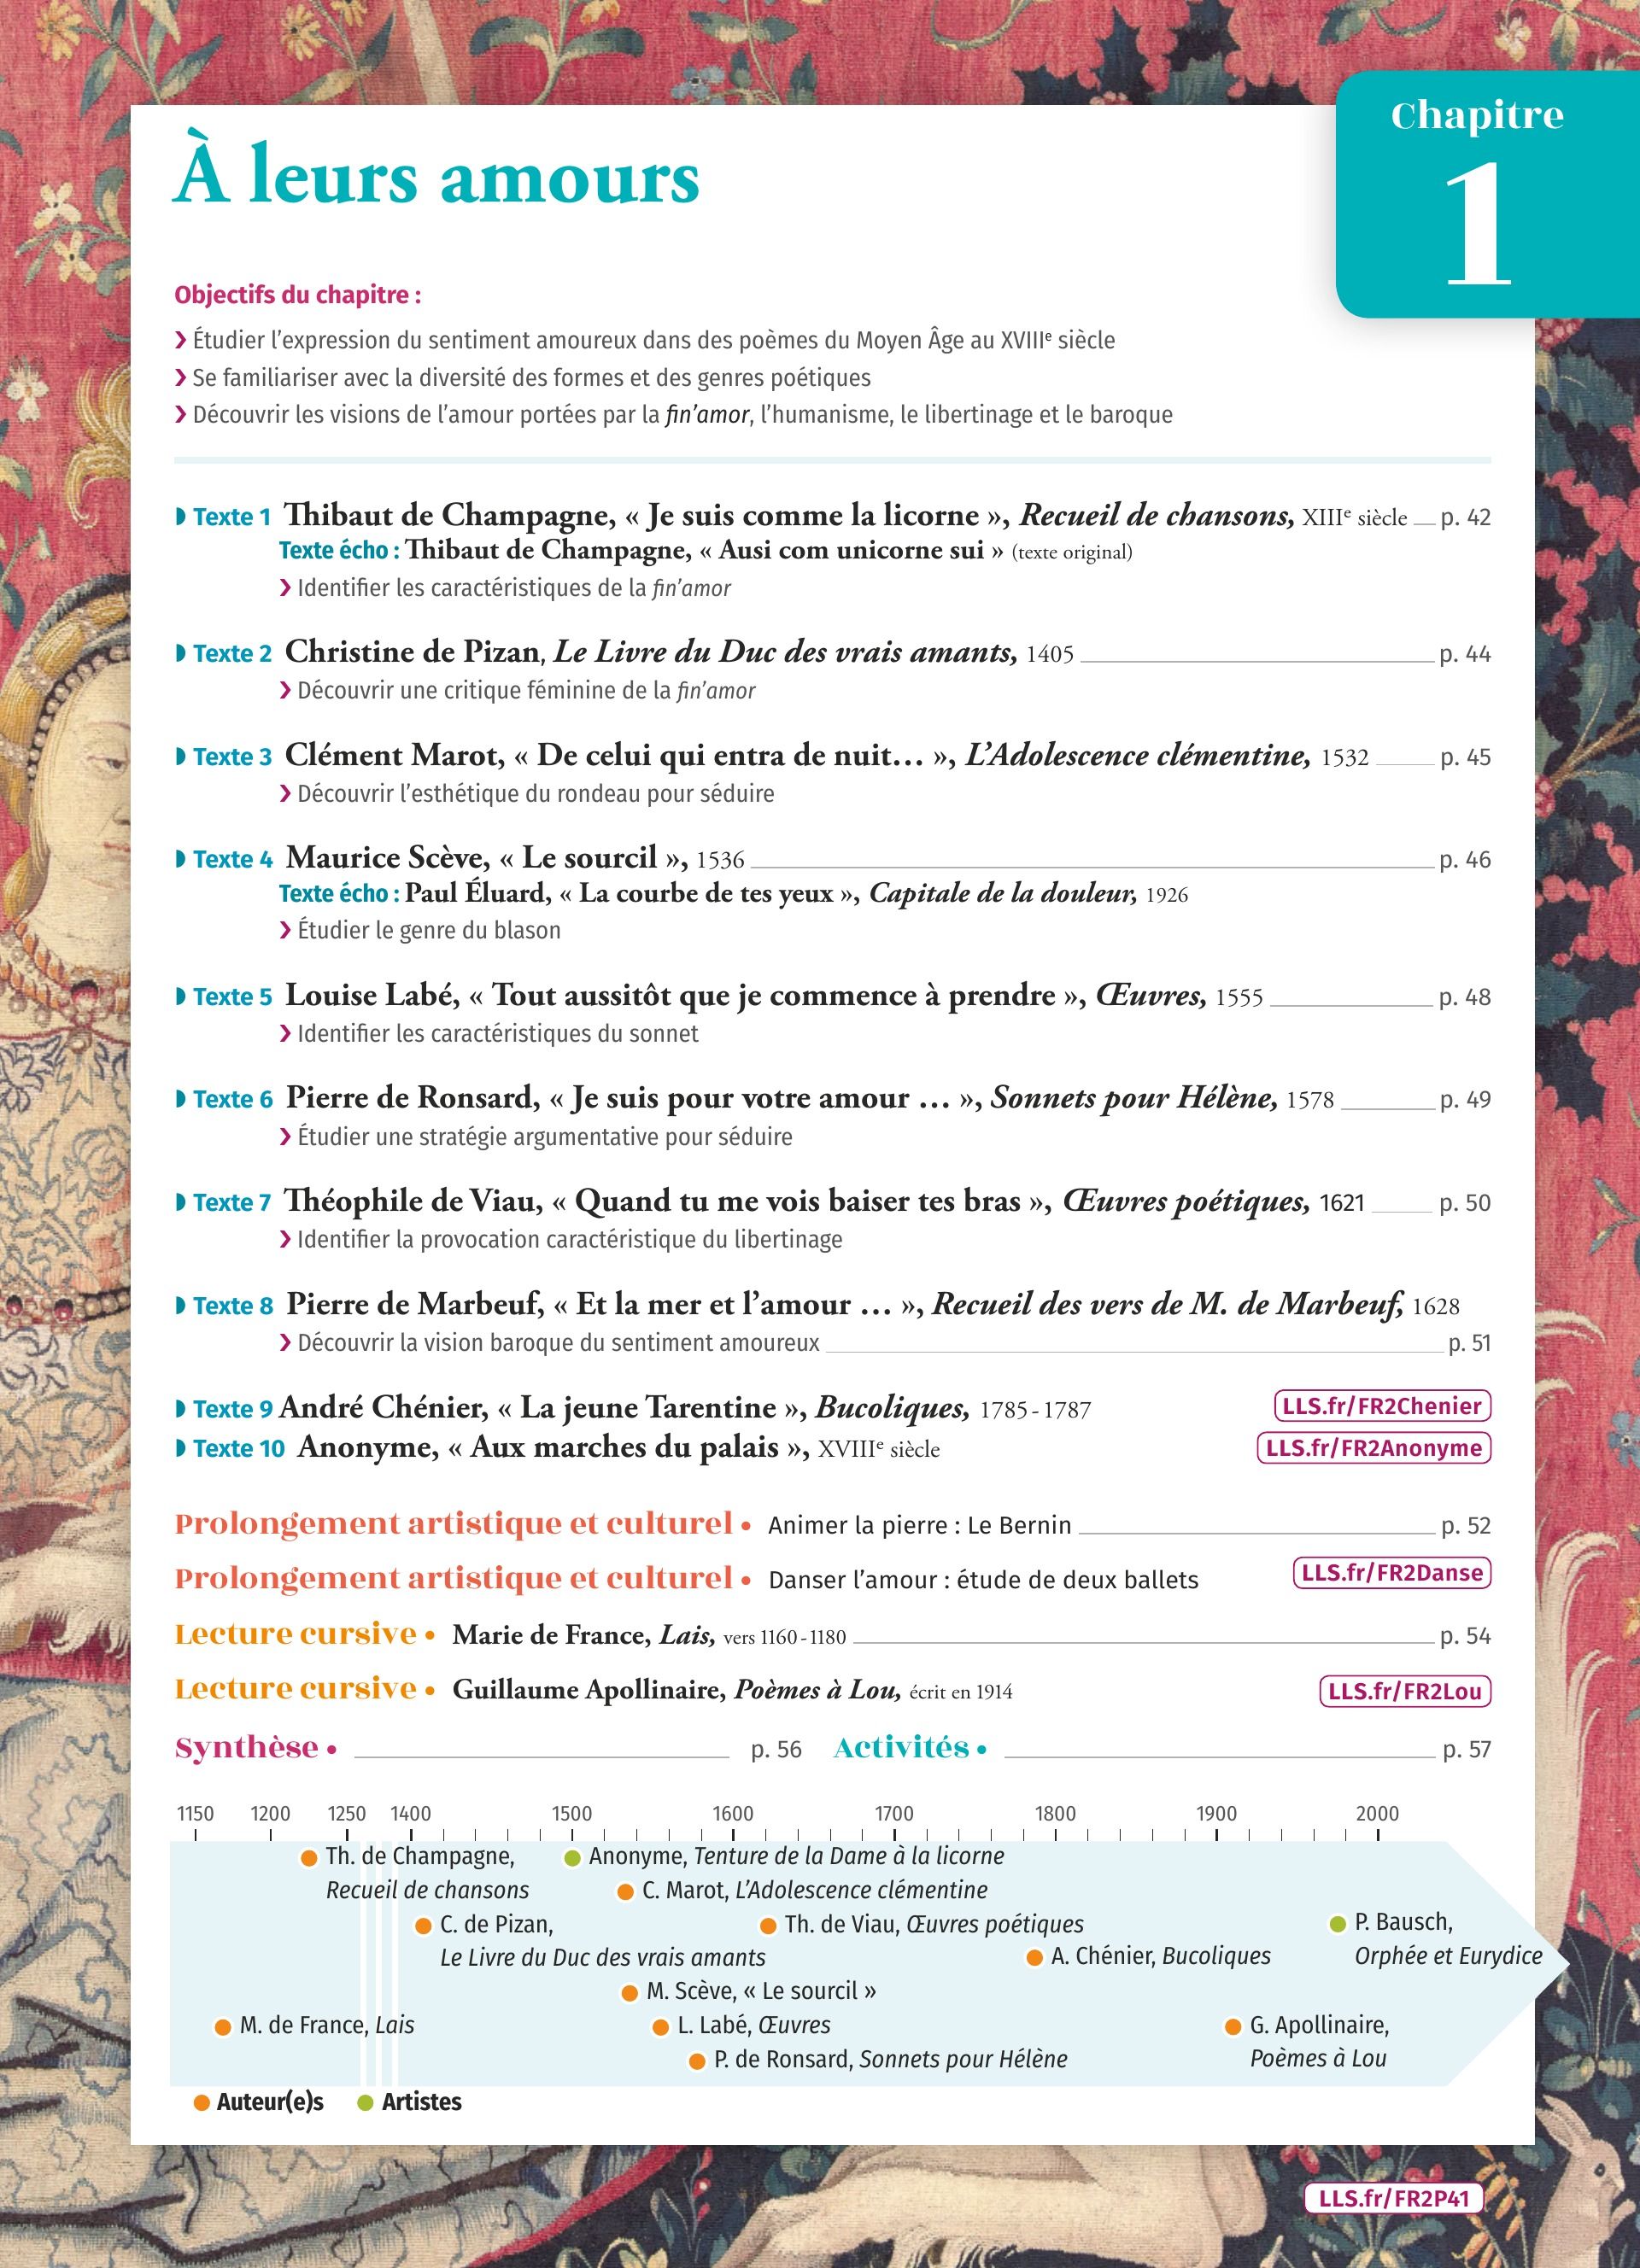 Chapitre
1
À leurs amours
Objectifs du chapitre :
❯ Étudier l’expression du sentiment amoureux dans des poèmes du Moyen Âge au XVIIIᵉ siècle
❯ Se familiariser avec la diversité des formes et des genres poétiques
❯ Découvrir les visions de l’amour portées par la fin’amor, l’humanisme, le libertinage et le baroque
Texte 1 Thibaut de Champagne, « Je suis comme la licorne », Recueil de chansons, XIIIᵉ siècle p. 42
Texte écho : Thibaut de Champagne, « Ausi com unicorne sui » (texte original)
❯ Identifier les caractéristiques de la fin’amor
Texte 2 Christine de Pizan, Le Livre du Duc des vrais amants, 1405 p. 44
❯ Découvrir une critique féminine de la fin’amor
Texte 3 Clément Marot, « De celui qui entra de nuit… », L’Adolescence clémentine, 1532 p. 45
❯ Découvrir l’esthétique du rondeau pour séduire
Texte 4 Maurice Scève, « Le sourcil », 1536 p. 46
Texte écho : Paul Éluard, « La courbe de tes yeux », Capitale de la douleur, 1926
❯ Étudier le genre du blason
Texte 5 Louise Labé, « Tout aussitôt que je commence à prendre », Œuvres, 1555 p. 48
❯ Identifier les caractéristiques du sonnet
Texte 6 Pierre de Ronsard, « Je suis pour votre amour … », Sonnets pour Hélène, 1578 p. 49
❯ Étudier une stratégie argumentative pour séduire
Texte 7 Théophile de Viau, « Quand tu me vois baiser tes bras », Œuvres poétiques, 1621 p. 50
❯ Identifier la provocation caractéristique du libertinage
Texte 8 Pierre de Marbeuf, « Et la mer et l’amour … », Recueil des vers de M. de Marbeuf, 1628
❯ Découvrir la vision baroque du sentiment amoureux p. 51
Texte 9 André Chénier, « La jeune Tarentine », Bucoliques, 1785-1787 LLS.fr/FR2Chenier
Texte 10 Anonyme, « Aux marches du palais », XVIIIᵉ siècle LLS.fr/FR2Anonyme
Prolongement artistique et culturel • Animer la pierre : Le Bernin p. 52
Prolongement artistique et culturel • Danser l’amour : étude de deux ballets LLS.fr/FR2Danse
Lecture cursive • Marie de France, Lais, vers 1160-1180 p. 54
Lecture cursive • Guillaume Apollinaire, Poèmes à Lou, écrit en 1914 LLS.fr/FR2Lou
Synthèse • p. 56 Activités • p. 57
1150 1200 1250 1400 1500 1600 1700 1800 1900 2000
Th. de Champagne, Anonyme, Tenture de la Dame à la licorne
Recueil de chansons C. Marot, L’Adolescence clémentine
C. de Pizan, Th. de Viau, Œuvres poétiques P. Bausch,
Le Livre du Duc des vrais amants A. Chénier, Bucoliques Orphée et Eurydice
M. Scève, « Le sourcil »
M. de France, Lais L. Labé, Œuvres G. Apollinaire,
P. de Ronsard, Sonnets pour Hélène Poèmes à Lou
Auteur(e)s Artistes
LLS.fr/FR2P41